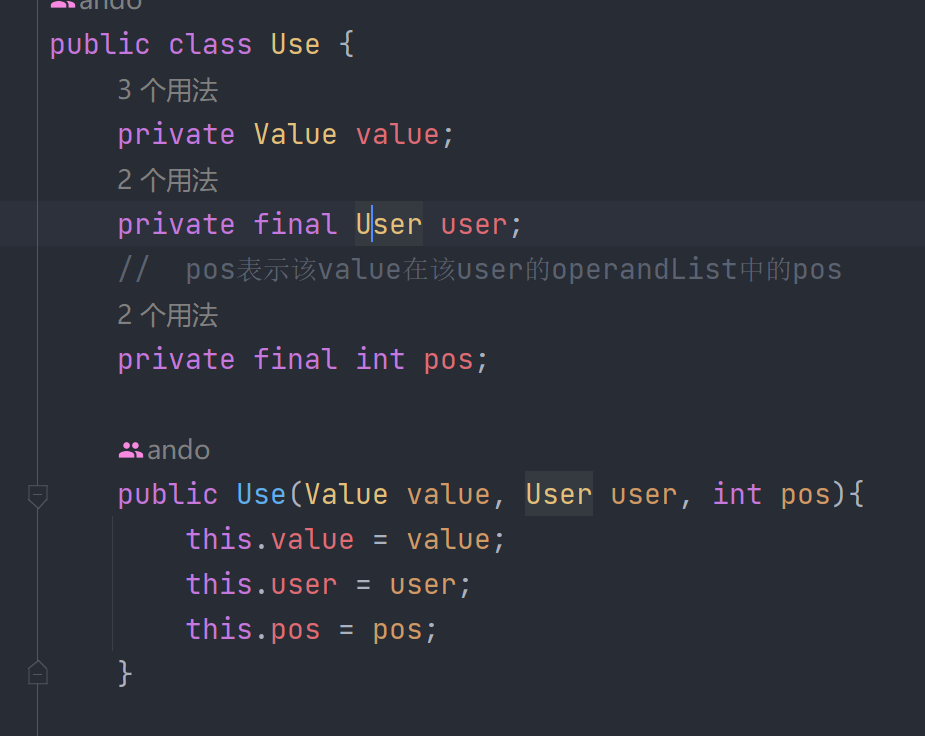 ando
public class Use {
3 个用法
private Value value;
2 个用法
private final User user;
//  pos表示该value在该user的operandList中的pos
2 个用法
private final int pos;
ando
public Use(Value value, User user, int pos){
this.value = value;
this.user = user;
this.pos = pos;
}